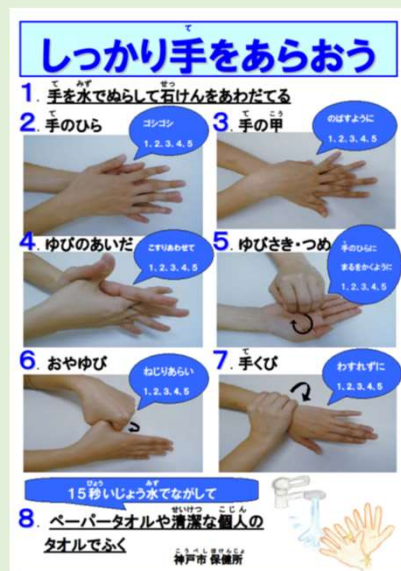 しっかり手をあらおう
1. 手を水でぬらして石けんをあわだてる
2. 手のひら
ゴシゴシ
1、2、3、4、5
3. 手の甲
のばすように
1、2、3、4、5
4. ゆびのあいだ
こすりあわせて
1、2、3、4、5
5. ゆびさき・つめ
手のひらに
まるをかくように
1、2、3、4、5
6. おやゆび
ねじりあらい
1、2、3、4、5
7. 手くび
わすれずに
1、2、3、4、5
15秒いじょう水でながして
8. ペーパータオルや清潔な個人の
タオルでふく
神戸市 保健所